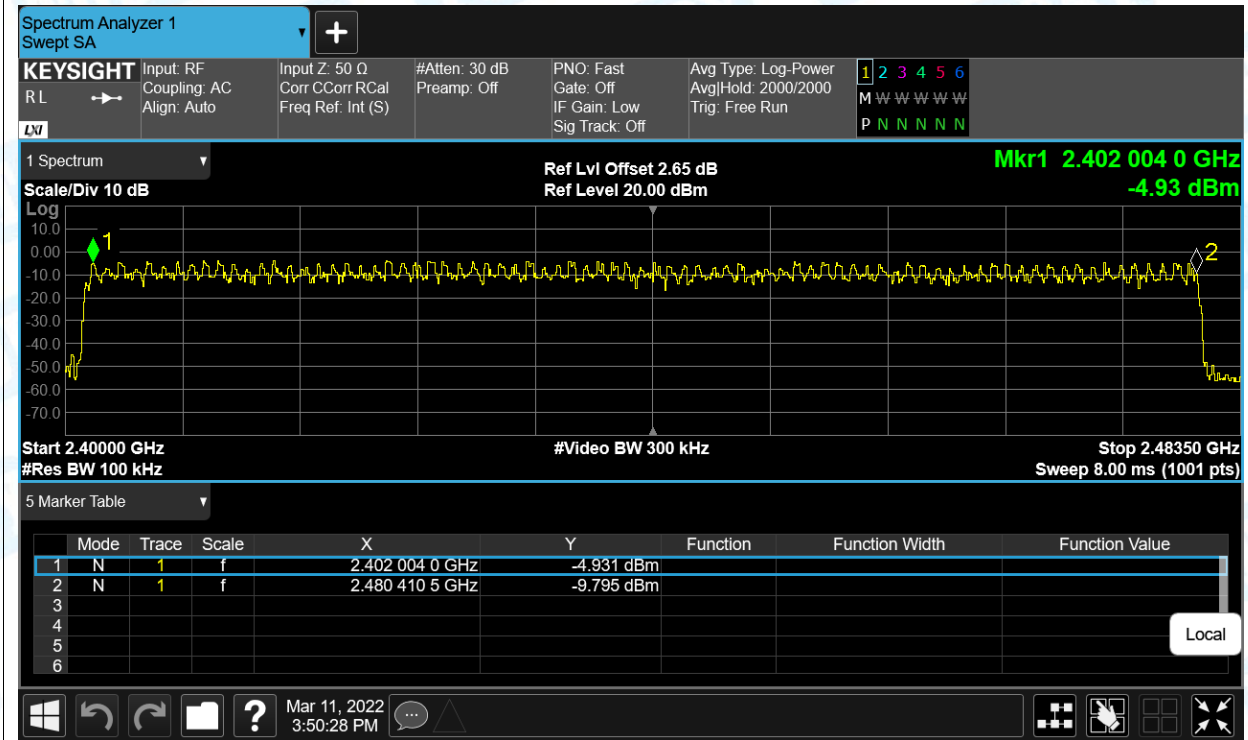 Spectrum Analyzer 1
Swept SA
KEYSIGHT
R L
LXI
Input: RF
Coupling: AC
Align: Auto
Input Z: 50 Ω
Corr CCorr RCal
Freq Ref: Int (S)
#Atten: 30 dB
Preamp: Off
PNO: Fast
Gate: Off
IF Gain: Low
Sig Track: Off
Avg Type: Log-Power
Avg|Hold: 2000/2000
Trig: Free Run
1 2 3 4 5 6
M W W W W W
P N N N N N
1 Spectrum
Scale/Div 10 dB
Ref Lvl Offset 2.65 dB
Ref Level 20.00 dBm
Mkr1 2.402 004 0 GHz
-4.93 dBm
Log
10.0
0.00
-10.0
-20.0
-30.0
-40.0
-50.0
-60.0
-70.0
1
2
Start 2.40000 GHz
#Res BW 100 kHz
#Video BW 300 kHz
Stop 2.48350 GHz
Sweep 8.00 ms (1001 pts)
5 Marker Table
Mode Trace Scale X Y Function Function Width Function Value
1 N 1 f 2.402 004 0 GHz -4.931 dBm
2 N 1 f 2.480 410 5 GHz -9.795 dBm
3
4
5
6
Local
?
Mar 11, 2022
3:50:28 PM